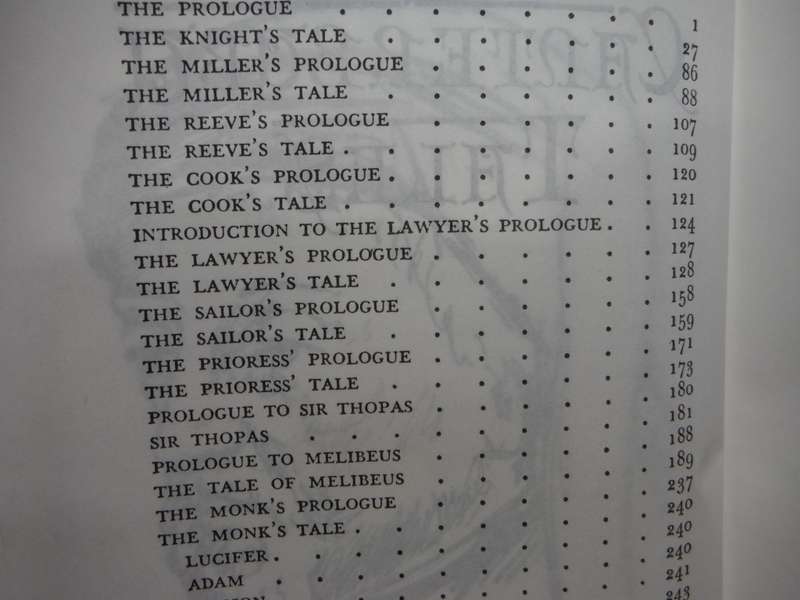 THE PROLOGUE . . . . . . . . 1
THE KNIGHT'S TALE . . . . . . . 27
THE MILLER'S PROLOGUE . . . . . . 86
THE MILLER'S TALE . . . . . . . 88
THE REEVE'S PROLOGUE . . . . . . 107
THE REEVE'S TALE . . . . . . . . 109
THE COOK'S PROLOGUE . . . . . . . 120
THE COOK'S TALE . . . . . . . . 121
INTRODUCTION TO THE LAWYER'S PROLOGUE . . 124
THE LAWYER'S PROLOGUE . . . . . . 127
THE LAWYER'S TALE . . . . . . . 128
THE SAILOR'S PROLOGUE . . . . . . 158
THE SAILOR'S TALE . . . . . . . 159
THE PRIORESS' PROLOGUE . . . . . . 171
THE PRIORESS' TALE . . . . . . . 173
PROLOGUE TO SIR THOPAS . . . . . . 180
SIR THOPAS . . . . . . . . . 181
PROLOGUE TO MELIBEUS . . . . . . 188
THE TALE OF MELIBEUS . . . . . . 189
THE MONK'S PROLOGUE . . . . . . 237
THE MONK'S TALE . . . . . . . . 240
LUCIFER . . . . . . . . . . 240
ADAM . . . . . . . . . . 240
241
243